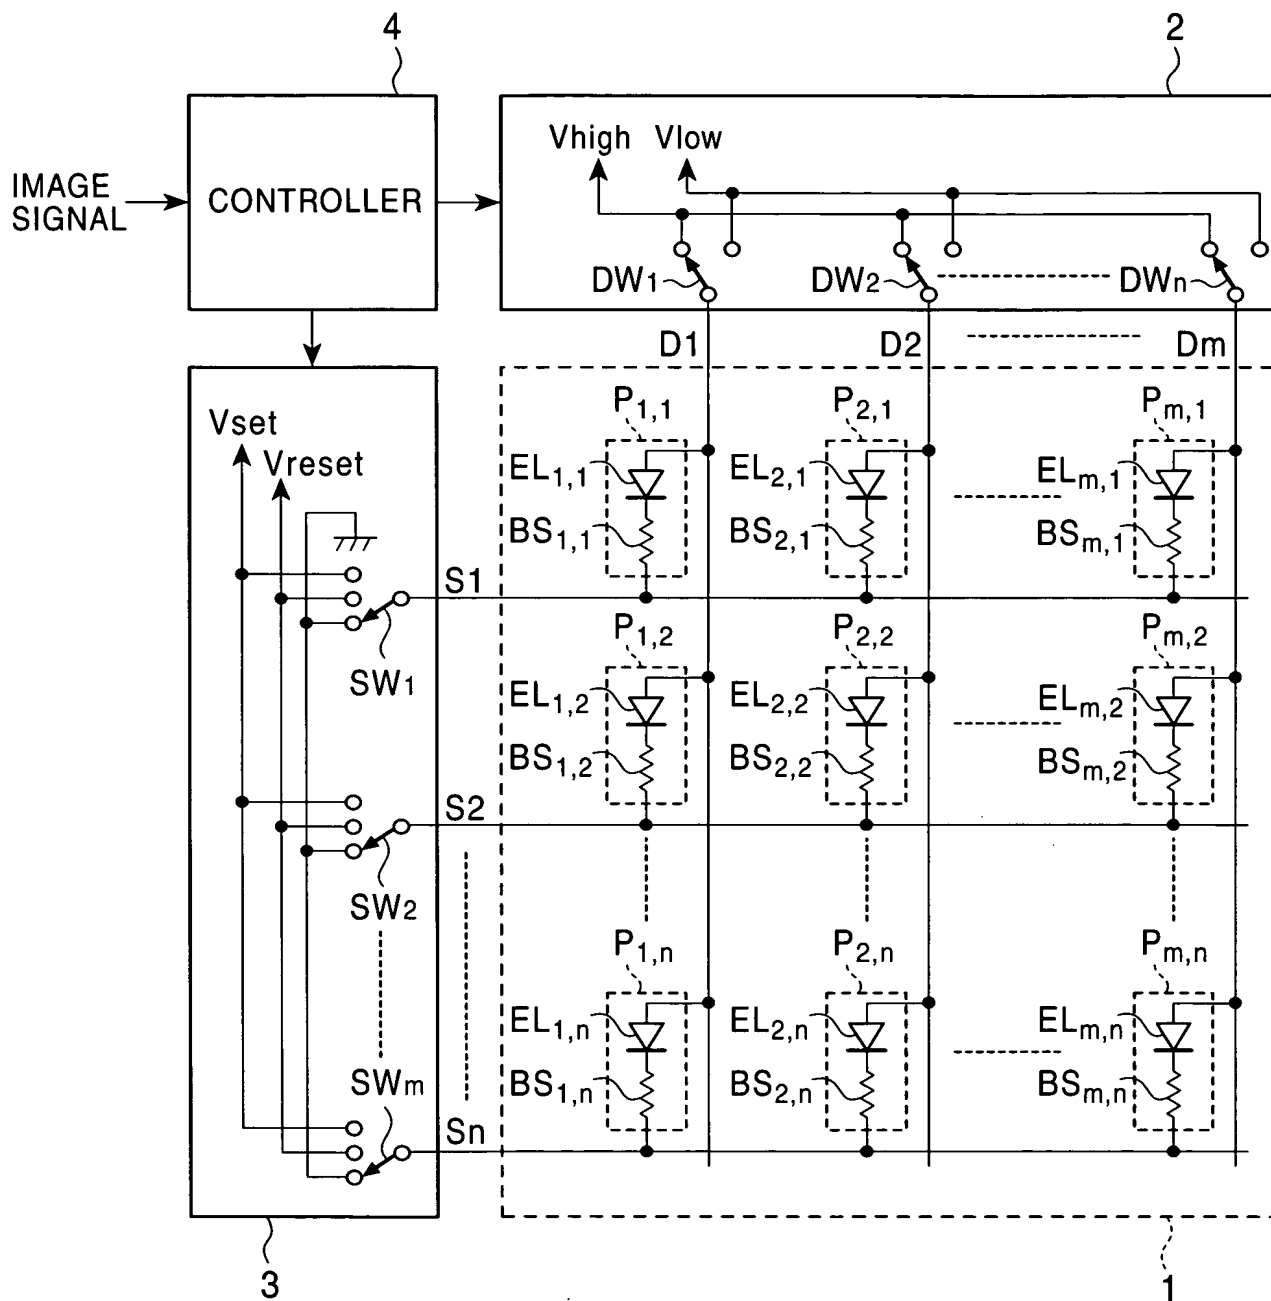 4
2
IMAGE
SIGNAL
CONTROLLER
Vhigh
Vlow
DW1
DW2
DWn
D1
D2
Dm
Vset
Vreset
P1,1
P2,1
Pm,1
EL1,1
EL2,1
ELm,1
BS1,1
BS2,1
BSm,1
S1
SW1
P1,2
P2,2
Pm,2
EL1,2
EL2,2
ELm,2
BS1,2
BS2,2
BSm,2
S2
SW2
P1,n
P2,n
Pm,n
EL1,n
EL2,n
ELm,n
SWm
BS1,n
BS2,n
BSm,n
Sn
3
1